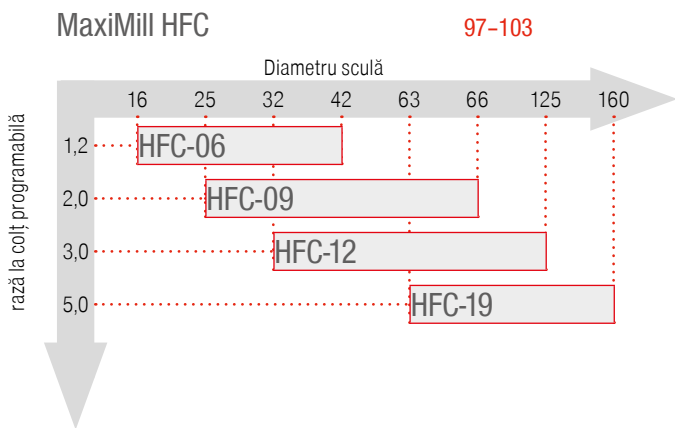 MaxiMill HFC 97–103
Diametru sculă
16 25 32 42 63 66 125 160
rază la colț programabilă
1,2 HFC-06
2,0 HFC-09
3,0 HFC-12
5,0 HFC-19